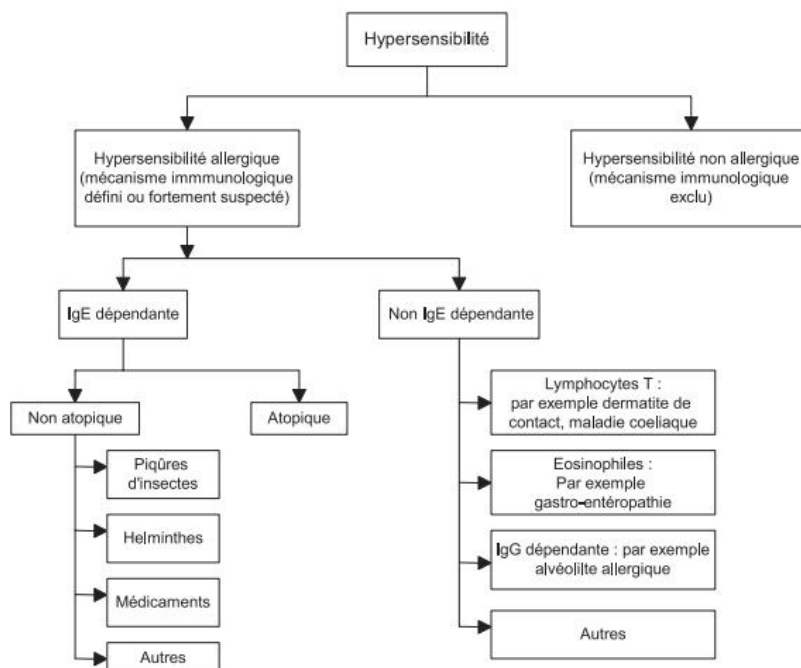 Hypersensibilité
Hypersensibilité allergique
(mécanisme immmunologique
défini ou fortement suspecté)
Hypersensibilité non allergique
(mécanisme immunologique
exclu)
IgE dépendante
Non IgE dépendante
Non atopique
Atopique
Piqûres
d'insectes
Helminthes
Médicaments
Autres
Lymphocytes T :
par exemple dermatite de
contact, maladie coeliaque
Eosinophiles :
Par exemple
gastro-entéropathie
IgG dépendante : par exemple
alvéolilte allergique
Autres